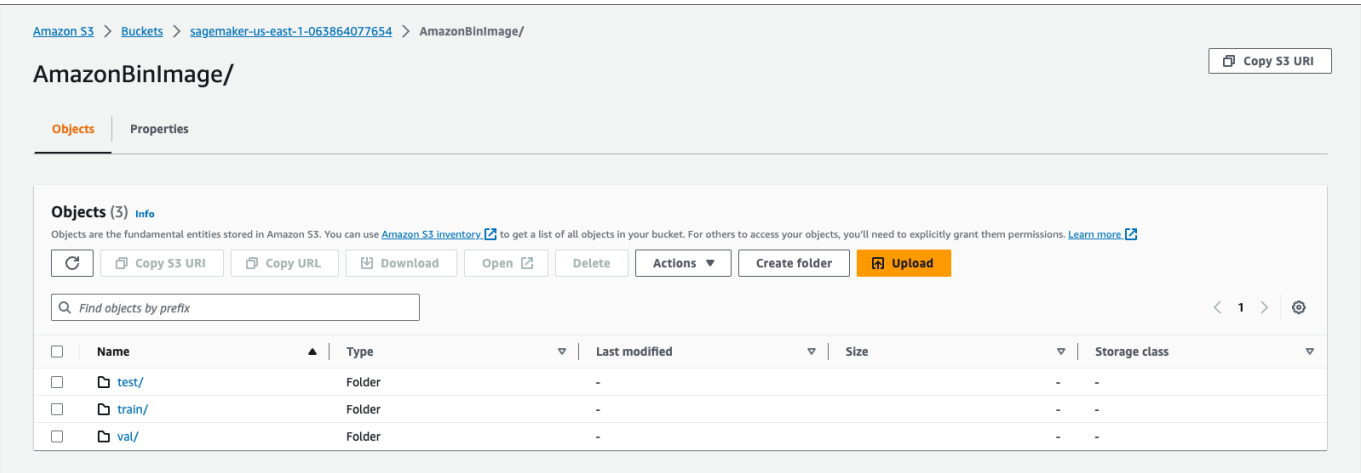 Amazon S3 > Buckets > sagemaker-us-east-1-063864077654 > AmazonBinImage/
AmazonBinImage/
Copy S3 URI
Objects Properties
Objects (3) Info
Objects are the fundamental entities stored in Amazon S3. You can use Amazon S3 inventory to get a list of all objects in your bucket. For others to access your objects, you'll need to explicitly grant them permissions. Learn more
Copy S3 URI Copy URL Download Open Delete Actions Create folder Upload
Find objects by prefix
< 1 >
Name Type Last modified Size Storage class
test/ Folder - - -
train/ Folder - - -
val/ Folder - - -